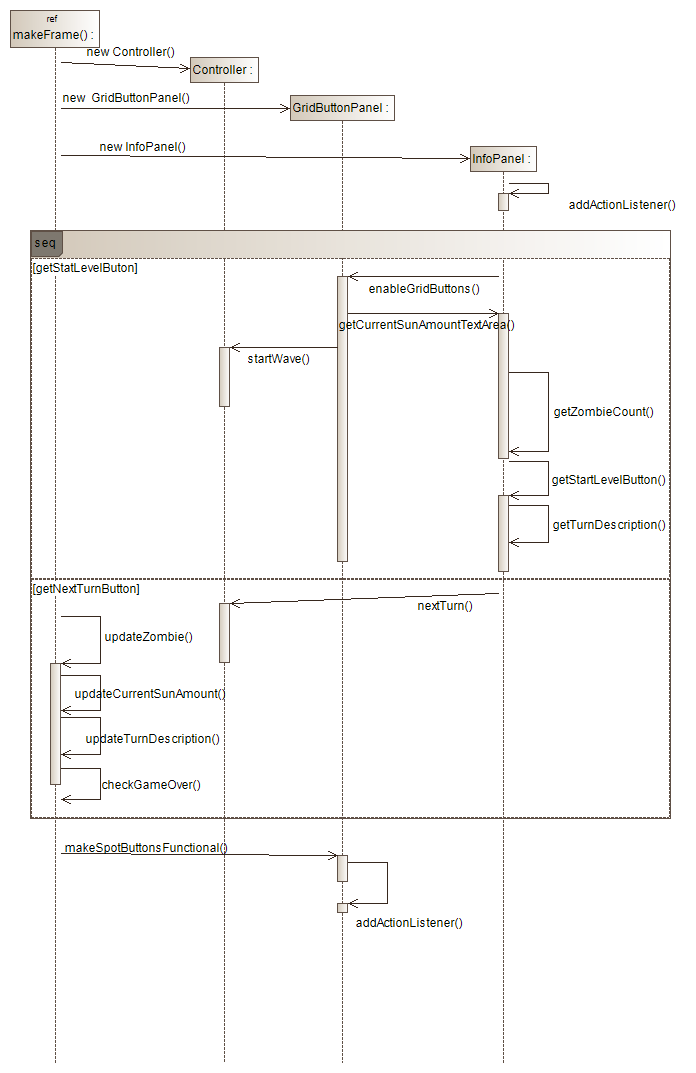 ref
makeFrame() :
new Controller()
Controller :
new GridButtonPanel()
GridButtonPanel :
new InfoPanel()
InfoPanel :
addActionListener()
seq
[getStatLevelButon]
enableGridButtons()
getCurrentSunAmountTextArea()
startWave()
getZombieCount()
getStartLevelButton()
getTurnDescription()
[getNextTurnButton]
nextTurn()
updateZombie()
updateCurrentSunAmount()
updateTurnDescription()
checkGameOver()
makeSpotButtonsFunctional()
addActionListener()